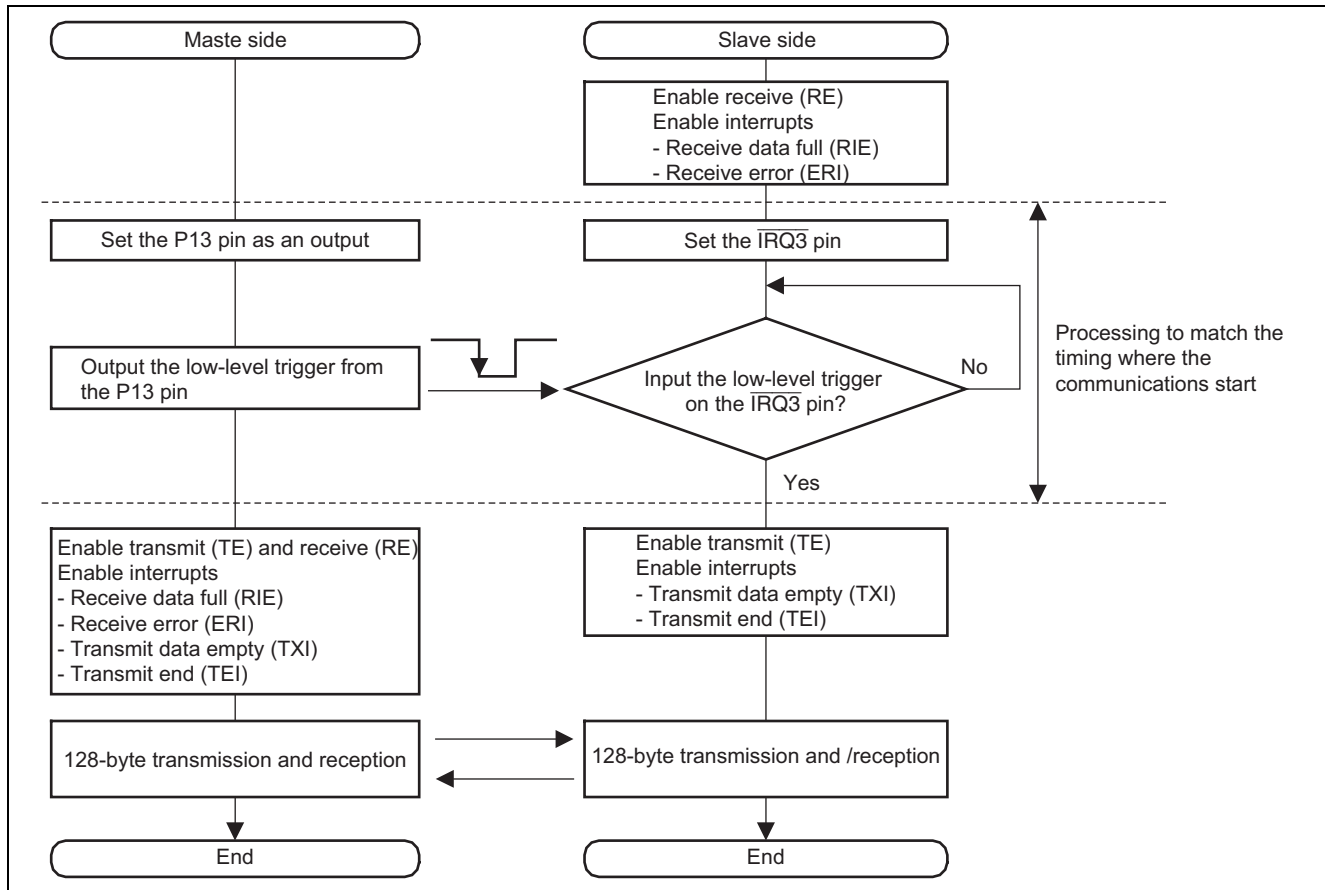 Maste side
Slave side
Enable receive (RE)
Enable interrupts
- Receive data full (RIE)
- Receive error (ERI)
Set the P13 pin as an output
Set the IRQ3 pin
Output the low-level trigger from
the P13 pin
Input the low-level trigger
on the IRQ3 pin?
No
Yes
Processing to match the
timing where the
communications start
Enable transmit (TE) and receive (RE)
Enable interrupts
- Receive data full (RIE)
- Receive error (ERI)
- Transmit data empty (TXI)
- Transmit end (TEI)
Enable transmit (TE)
Enable interrupts
- Transmit data empty (TXI)
- Transmit end (TEI)
128-byte transmission and reception
128-byte transmission and /reception
End
End